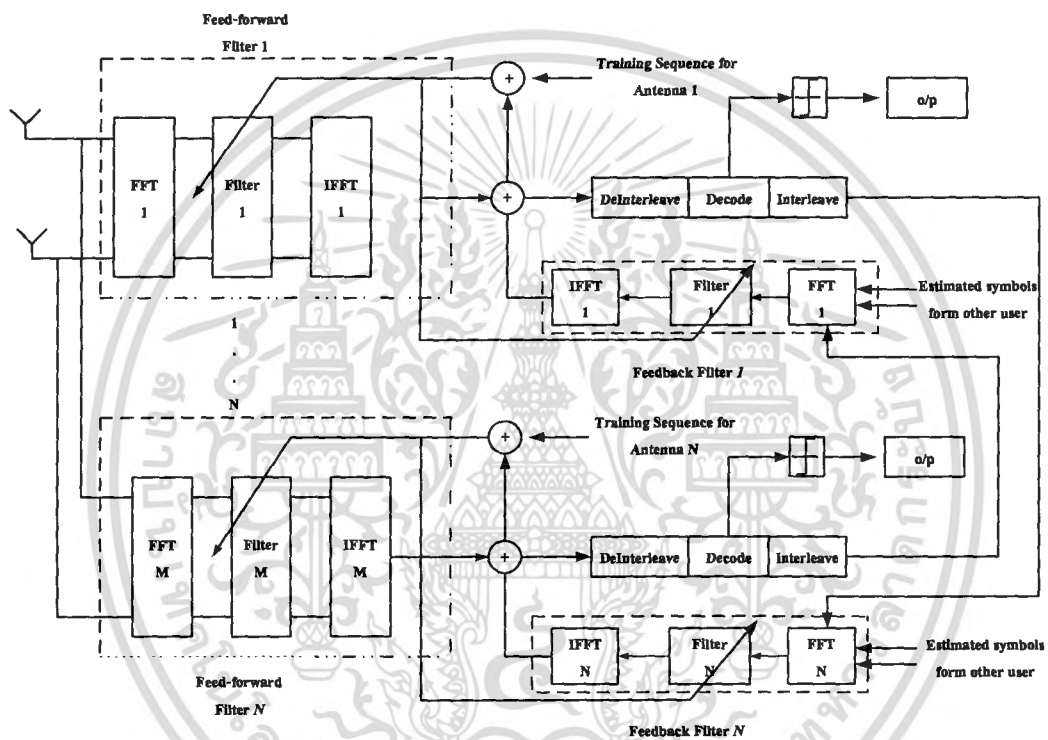 Feed-forward
Filter 1
Training Sequence for
Antenna 1
o/p
FFT
1
Filter
1
IFFT
1
DeInterleave
Decode
Interleave
IFFT
1
Filter
1
FFT
1
Estimated symbols
form other user
Feedback Filter 1
1
.
.
N
Training Sequence for
Antenna N
o/p
FFT
M
Filter
M
IFFT
M
DeInterleave
Decode
Interleave
IFFT
N
Filter
N
FFT
N
Estimated symbols
form other user
Feed-forward
Filter N
Feedback Filter N